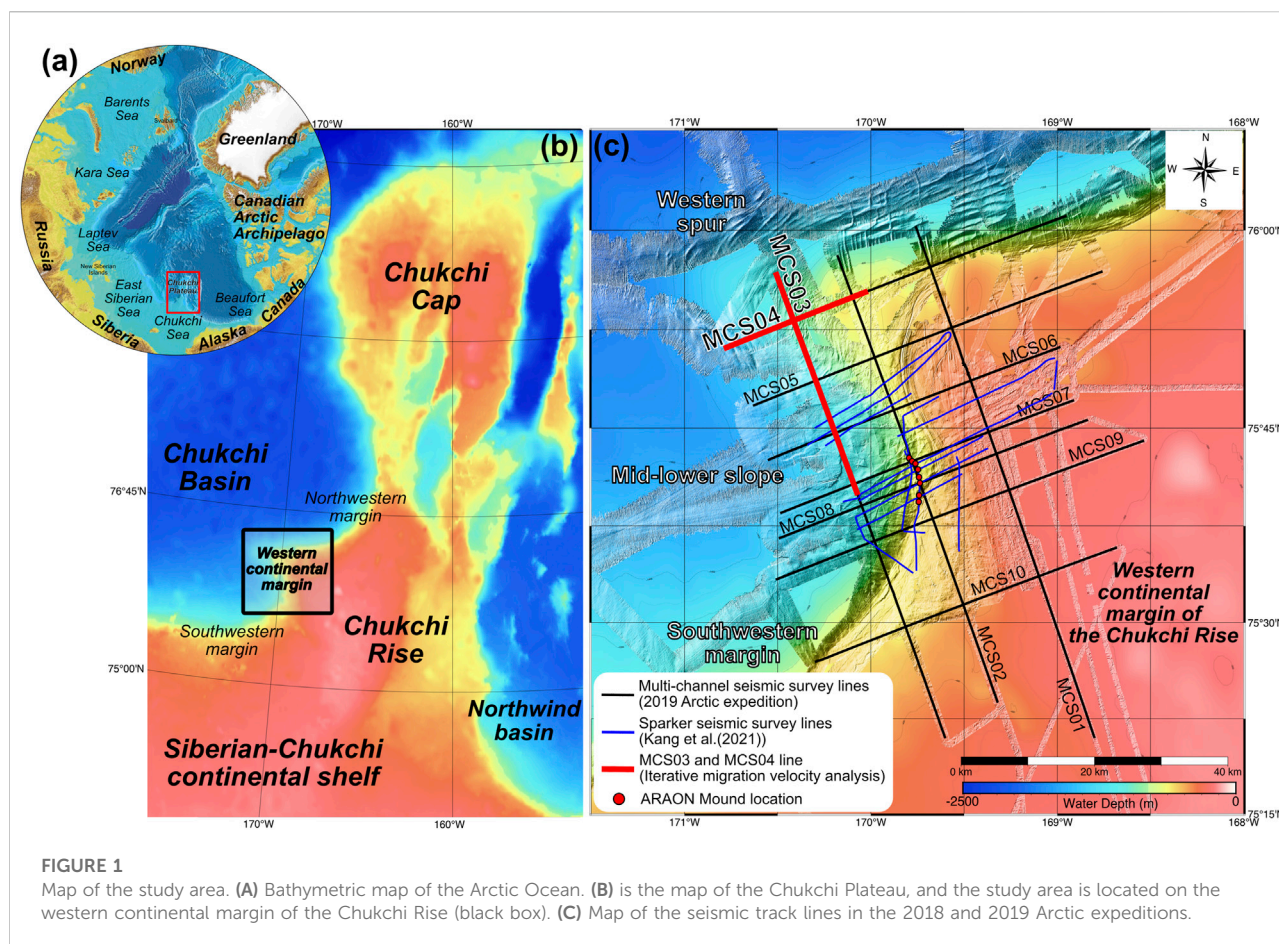 (a)
Norway
Barents
Sea
Svalbard
Greenland
Kara Sea
Canadian
Arctic
Archipelago
Laptev
Sea
Russia
New Siberian
Islands
East
Siberian
Sea
Chukchi
Plateau
Beaufort
Sea
Canada
Siberia
Chukchi
Sea
Alaska
170°W
160°W
(b)
Chukchi
Cap
Chukchi
Basin
76°45'N
Northwestern
margin
Western
continental
margin
Southwestern
margin
Chukchi
Rise
75°00'N
Northwind
basin
Siberian-Chukchi
continental shelf
170°W
160°W
(c)
171°W
170°W
169°W
168°W
N
W E
S
Western
spur
76°00'N
MCS03
MCS04
MCS05
MCS06
MCS07
75°45'N
MCS09
Mid-lower slope
MCS08
MCS10
Western
continental
margin of
the Chukchi Rise
75°30'N
Southwestern
margin
MCS02
MCS01
Multi-channel seismic survey lines
(2019 Arctic expedition)
Sparker seismic survey lines
(Kang et al.(2021))
MCS03 and MCS04 line
(Iterative migration velocity analysis)
ARAON Mound location
0 km 20 km 40 km
-2500 Water Depth (m) 0
75°15'N
171°W
170°W
169°W
168°W
FIGURE 1
Map of the study area. (A) Bathymetric map of the Arctic Ocean. (B) is the map of the Chukchi Plateau, and the study area is located on the
western continental margin of the Chukchi Rise (black box). (C) Map of the seismic track lines in the 2018 and 2019 Arctic expeditions.